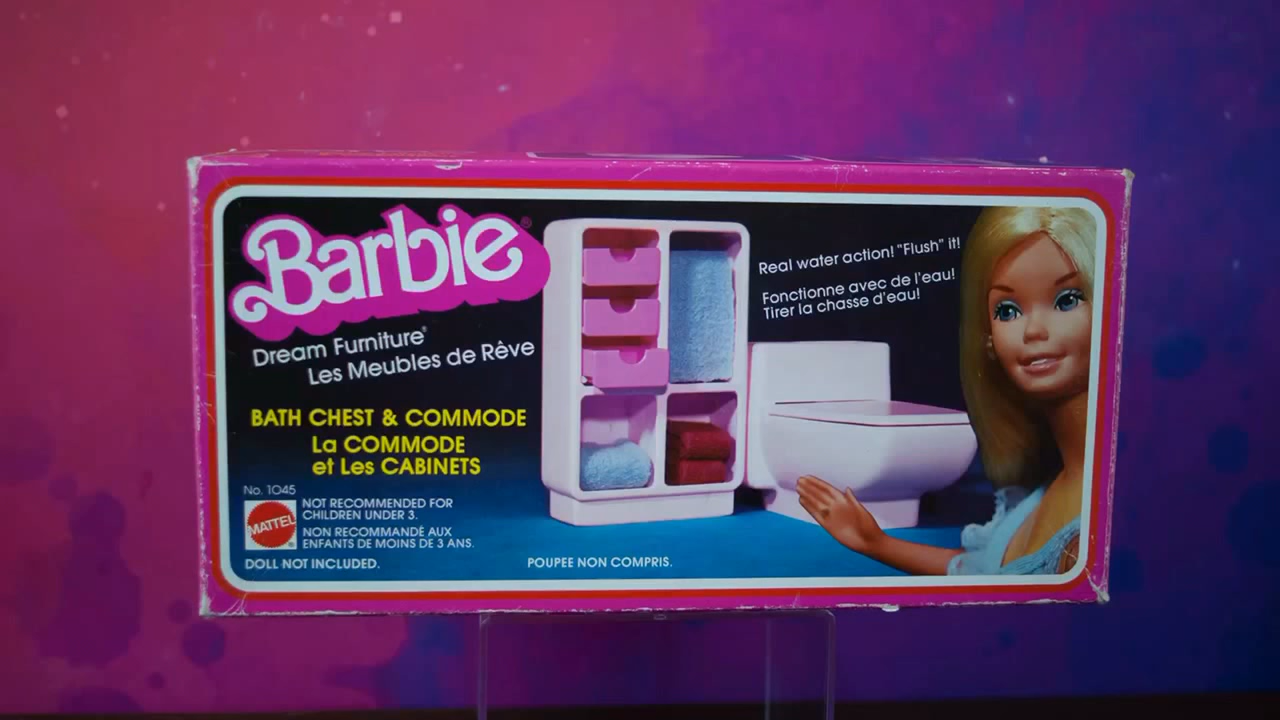 Barbie®
Dream Furniture®
Les Meubles de Rêve
BATH CHEST & COMMODE
La COMMODE
et Les CABINETS
No. 1045
MATTEL®
NOT RECOMMENDED FOR
CHILDREN UNDER 3.
NON RECOMMANDÉ AUX
ENFANTS DE MOINS DE 3 ANS.
DOLL NOT INCLUDED.
POUPEE NON COMPRIS.
Real water action! "Flush" it!
Fonctionne avec de l'eau!
Tirer la chasse d'eau!